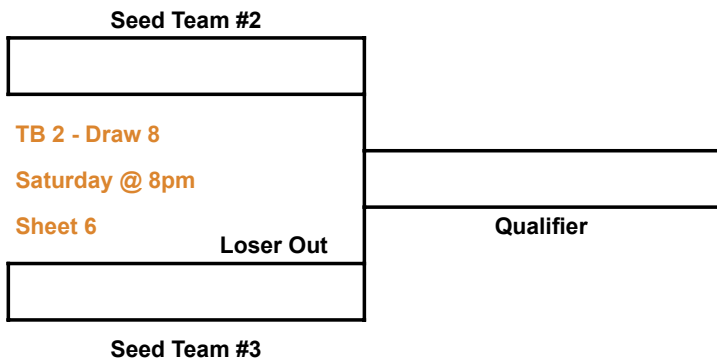 Seed Team #2
TB 2 - Draw 8
Saturday @ 8pm
Sheet 6
Qualifier
Loser Out
Seed Team #3